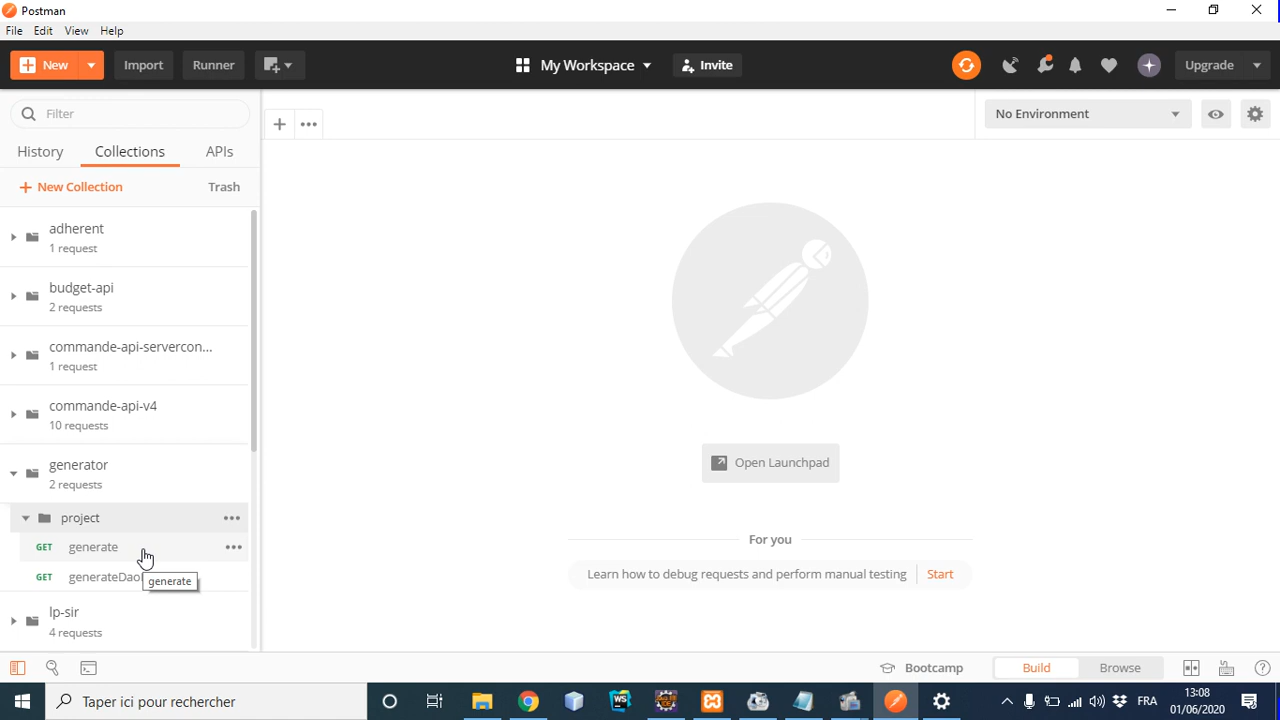 Postman
File Edit View Help
New Import Runner My Workspace Invite Upgrade
Filter
No Environment
History Collections APIs
New Collection Trash
adherent
1 request
budget-api
2 requests
commande-api-servercon...
1 request
commande-api-v4
10 requests
generator
2 requests
project
GET generate
GET generateDao
generate
lp-sir
4 requests
Open Launchpad
For you
Learn how to debug requests and perform manual testing Start
Bootcamp Build Browse
Taper ici pour rechercher
FRA
13:08
01/06/2020